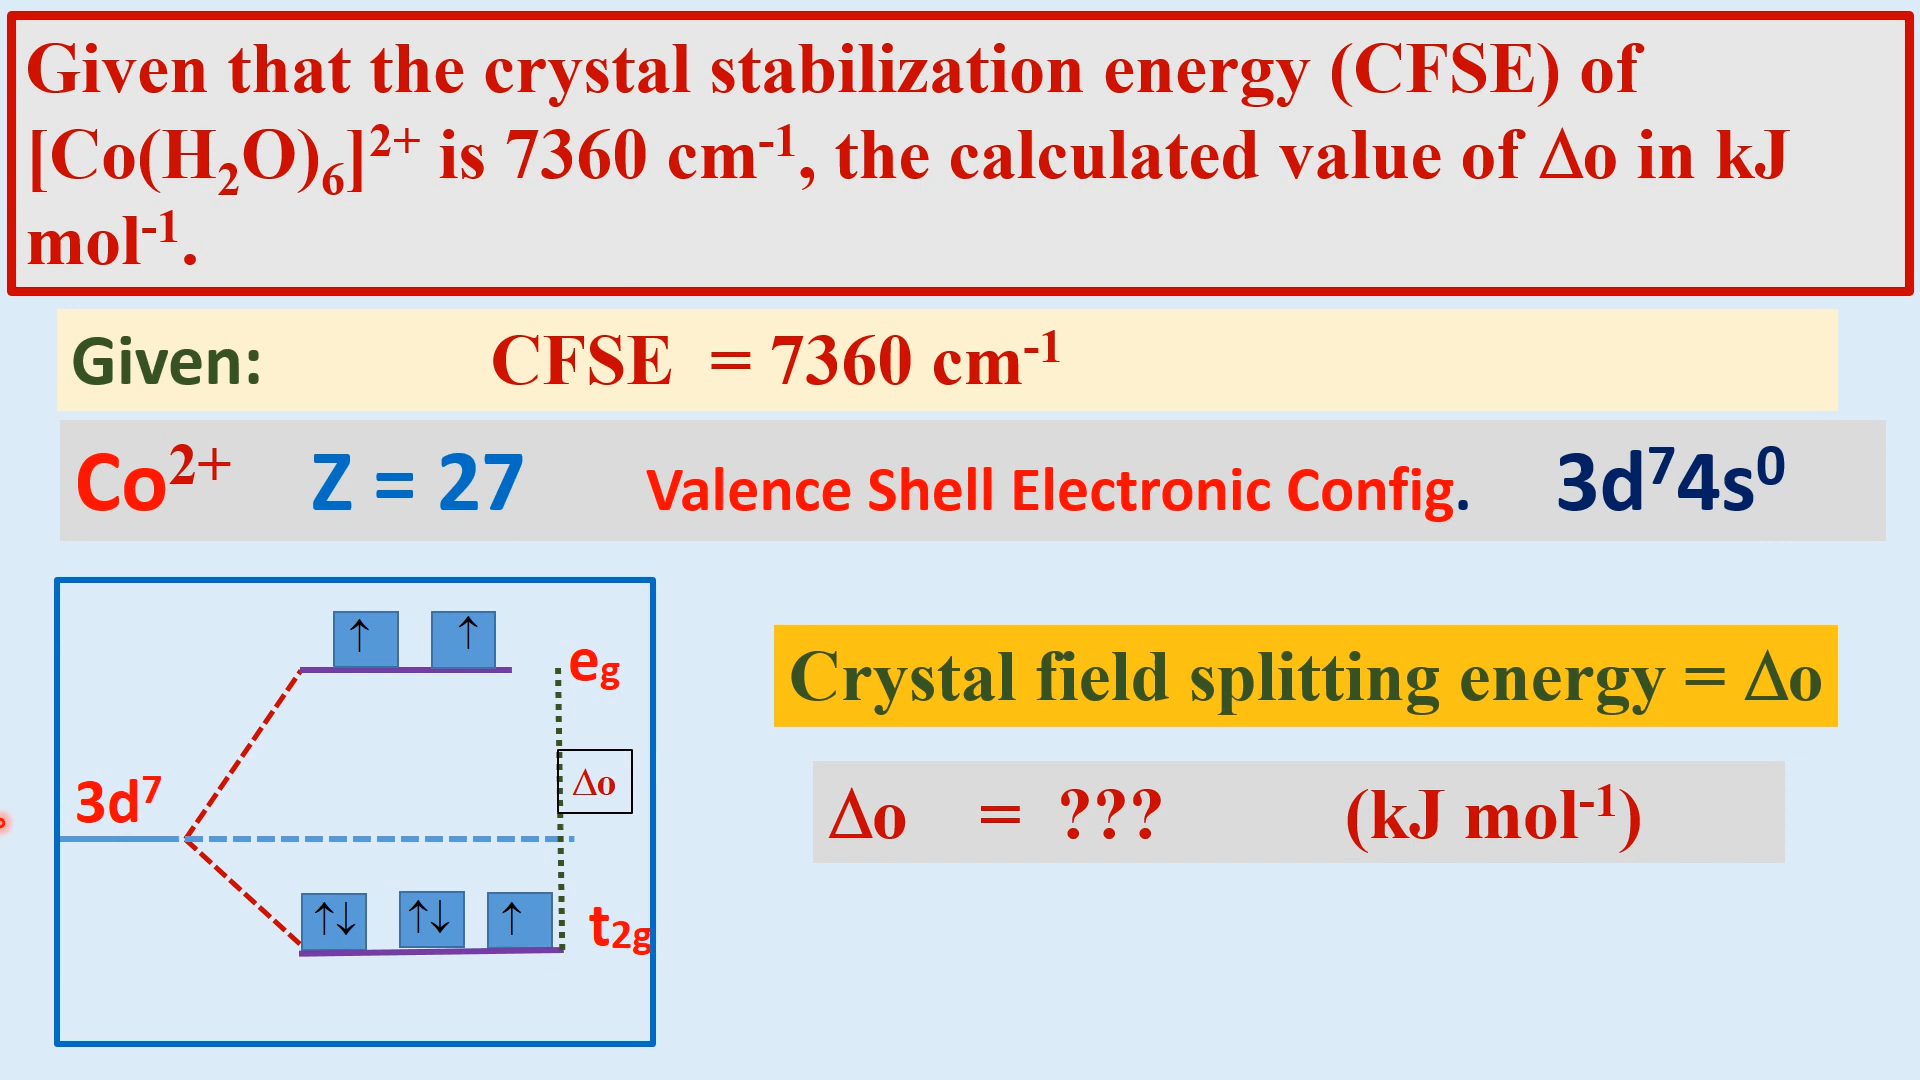 Given that the crystal stabilization energy (CFSE) of
[Co(H₂O)₆]²⁺ is 7360 cm⁻¹, the calculated value of Δo in kJ
mol⁻¹.
Given: CFSE = 7360 cm⁻¹
Co²⁺ Z = 27 Valence Shell Electronic Config. 3d⁷4s⁰
↑ ↑
eg
Crystal field splitting energy = Δo
Δo
3d⁷
Δo = ??? (kJ mol⁻¹)
↑↓ ↑↓ ↑
t₂g